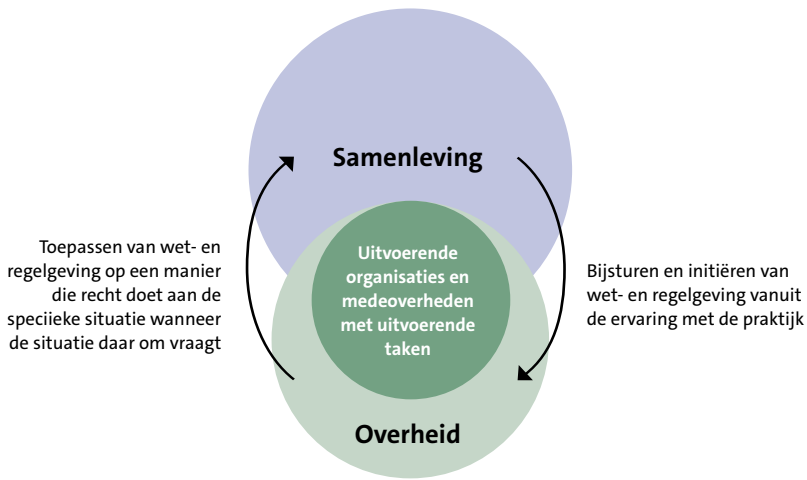 Samenleving
Toepassen van wet- en
regelgeving op een manier
die recht doet aan de
speciieke situatie wanneer
de situatie daar om vraagt
Uitvoerende
organisaties en
medeoverheden
met uitvoerende
taken
Bijsturen en initiëren van
wet- en regelgeving vanuit
de ervaring met de praktijk
Overheid